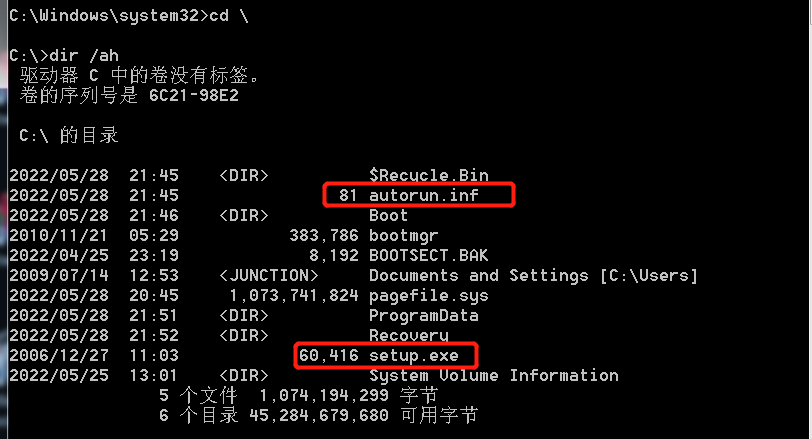 C:\Windows\system32>cd \
C:\>dir /ah
驱动器 C 中的卷没有标签。
卷的序列号是 6C21-98E2
C:\ 的目录
2022/05/28 21:45 <DIR> $Recucle.Bin
2022/05/28 21:45 81 autorun.inf
2022/05/28 21:46 <DIR> Boot
2010/11/21 05:29 383,786 bootmgr
2022/04/25 23:19 8,192 BOOTSECT.BAK
2009/07/14 12:53 <JUNCTION> Documents and Settings [C:\Users]
2022/05/28 20:45 1,073,741,824 pagefile.sys
2022/05/28 21:51 <DIR> ProgramData
2022/05/28 21:52 <DIR> Recovery
2006/12/27 11:03 60,416 setup.exe
2022/05/25 13:01 <DIR> System Volume Information
5 个文件 1,074,194,299 字节
6 个目录 45,284,679,680 可用字节